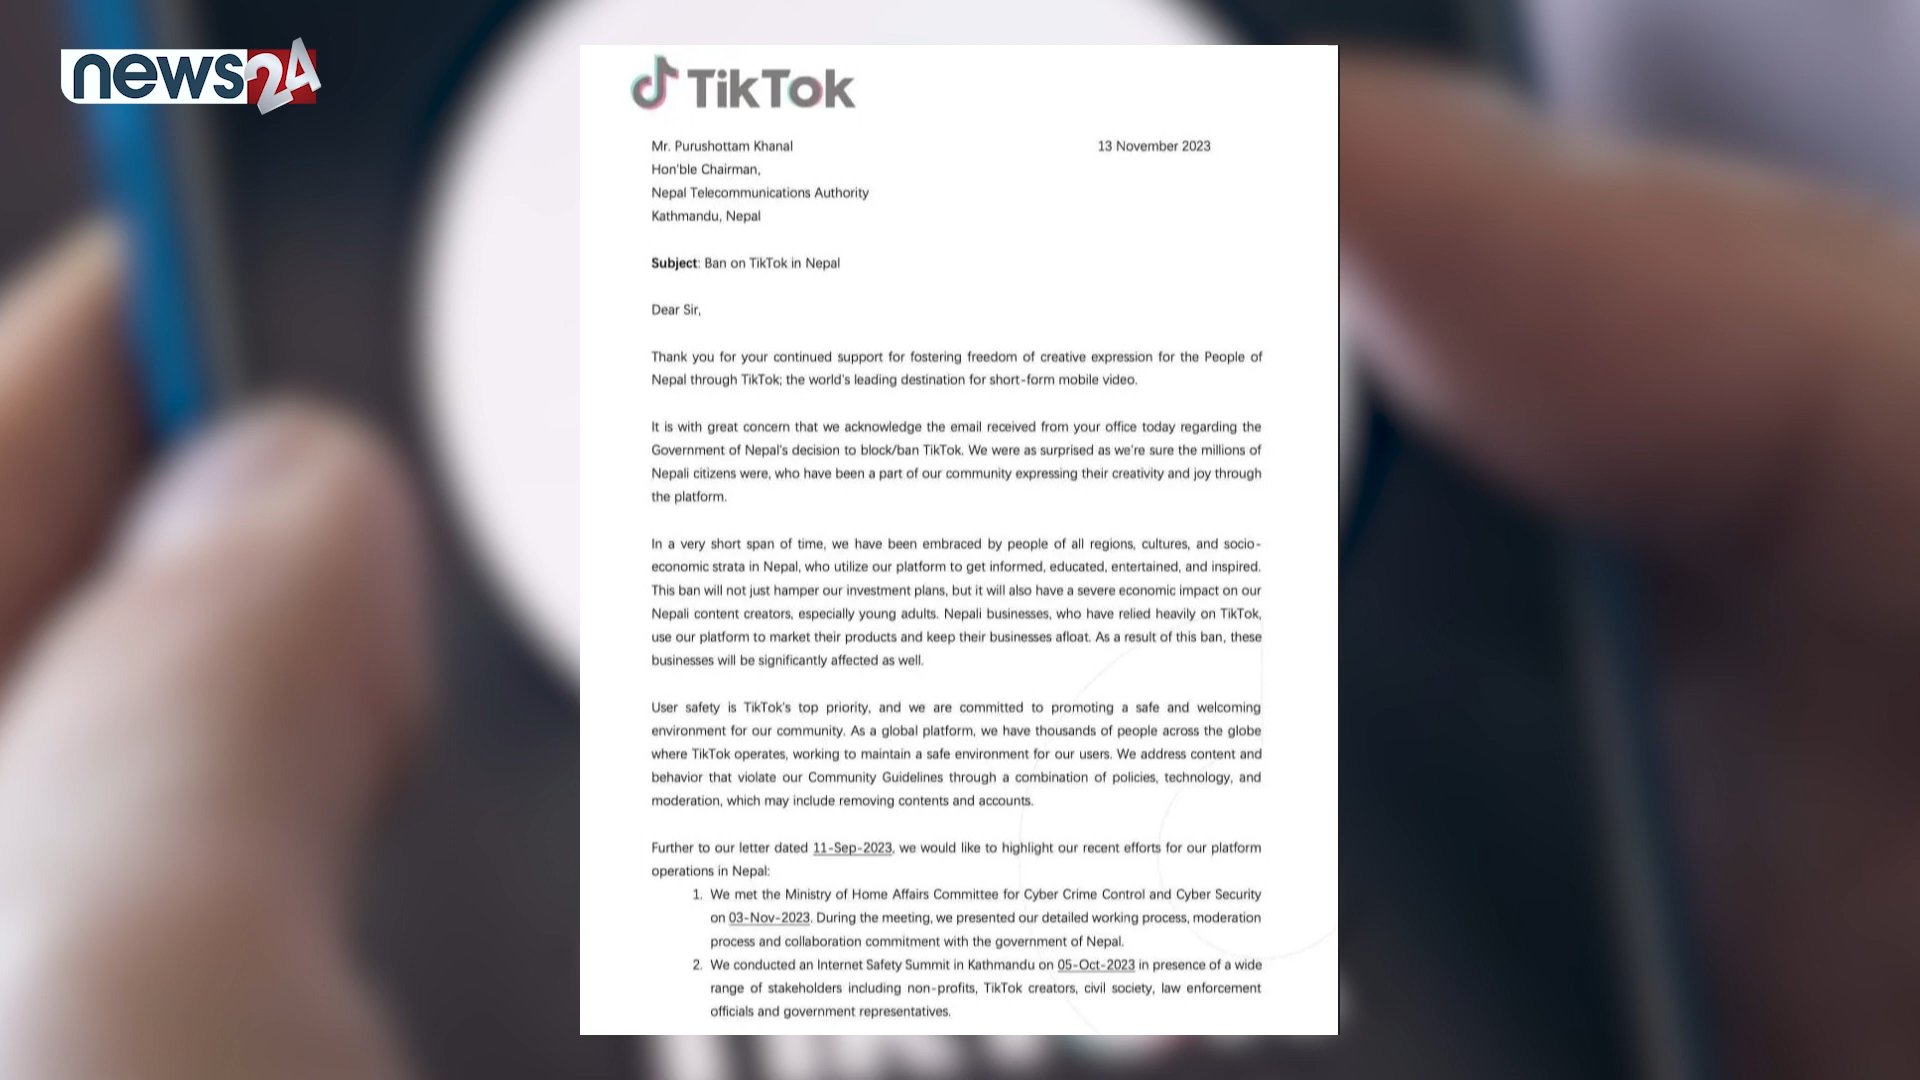 news24
TikTok
Mr. Purushottam Khanal 13 November 2023
Hon'ble Chairman,
Nepal Telecommunications Authority
Kathmandu, Nepal
Subject: Ban on TikTok in Nepal
Dear Sir,
Thank you for your continued support for fostering freedom of creative expression for the People of
Nepal through TikTok; the world's leading destination for short-form mobile video.
It is with great concern that we acknowledge the email received from your office today regarding the
Government of Nepal's decision to block/ban TikTok. We were as surprised as we're sure the millions of
Nepali citizens were, who have been a part of our community expressing their creativity and joy through
the platform.
In a very short span of time, we have been embraced by people of all regions, cultures, and socio-
economic strata in Nepal, who utilize our platform to get informed, educated, entertained, and inspired.
This ban will not just hamper our investment plans, but it will also have a severe economic impact on our
Nepali content creators, especially young adults. Nepali businesses, who have relied heavily on TikTok,
use our platform to market their products and keep their businesses afloat. As a result of this ban, these
businesses will be significantly affected as well.
User safety is TikTok's top priority, and we are committed to promoting a safe and welcoming
environment for our community. As a global platform, we have thousands of people across the globe
where TikTok operates, working to maintain a safe environment for our users. We address content and
behavior that violate our Community Guidelines through a combination of policies, technology, and
moderation, which may include removing contents and accounts.
Further to our letter dated 11-Sep-2023, we would like to highlight our recent efforts for our platform
operations in Nepal:
1. We met the Ministry of Home Affairs Committee for Cyber Crime Control and Cyber Security
on 03-Nov-2023. During the meeting, we presented our detailed working process, moderation
process and collaboration commitment with the government of Nepal.
2. We conducted an Internet Safety Summit in Kathmandu on 05-Oct-2023 in presence of a wide
range of stakeholders including non-profits, TikTok creators, civil society, law enforcement
officials and government representatives.